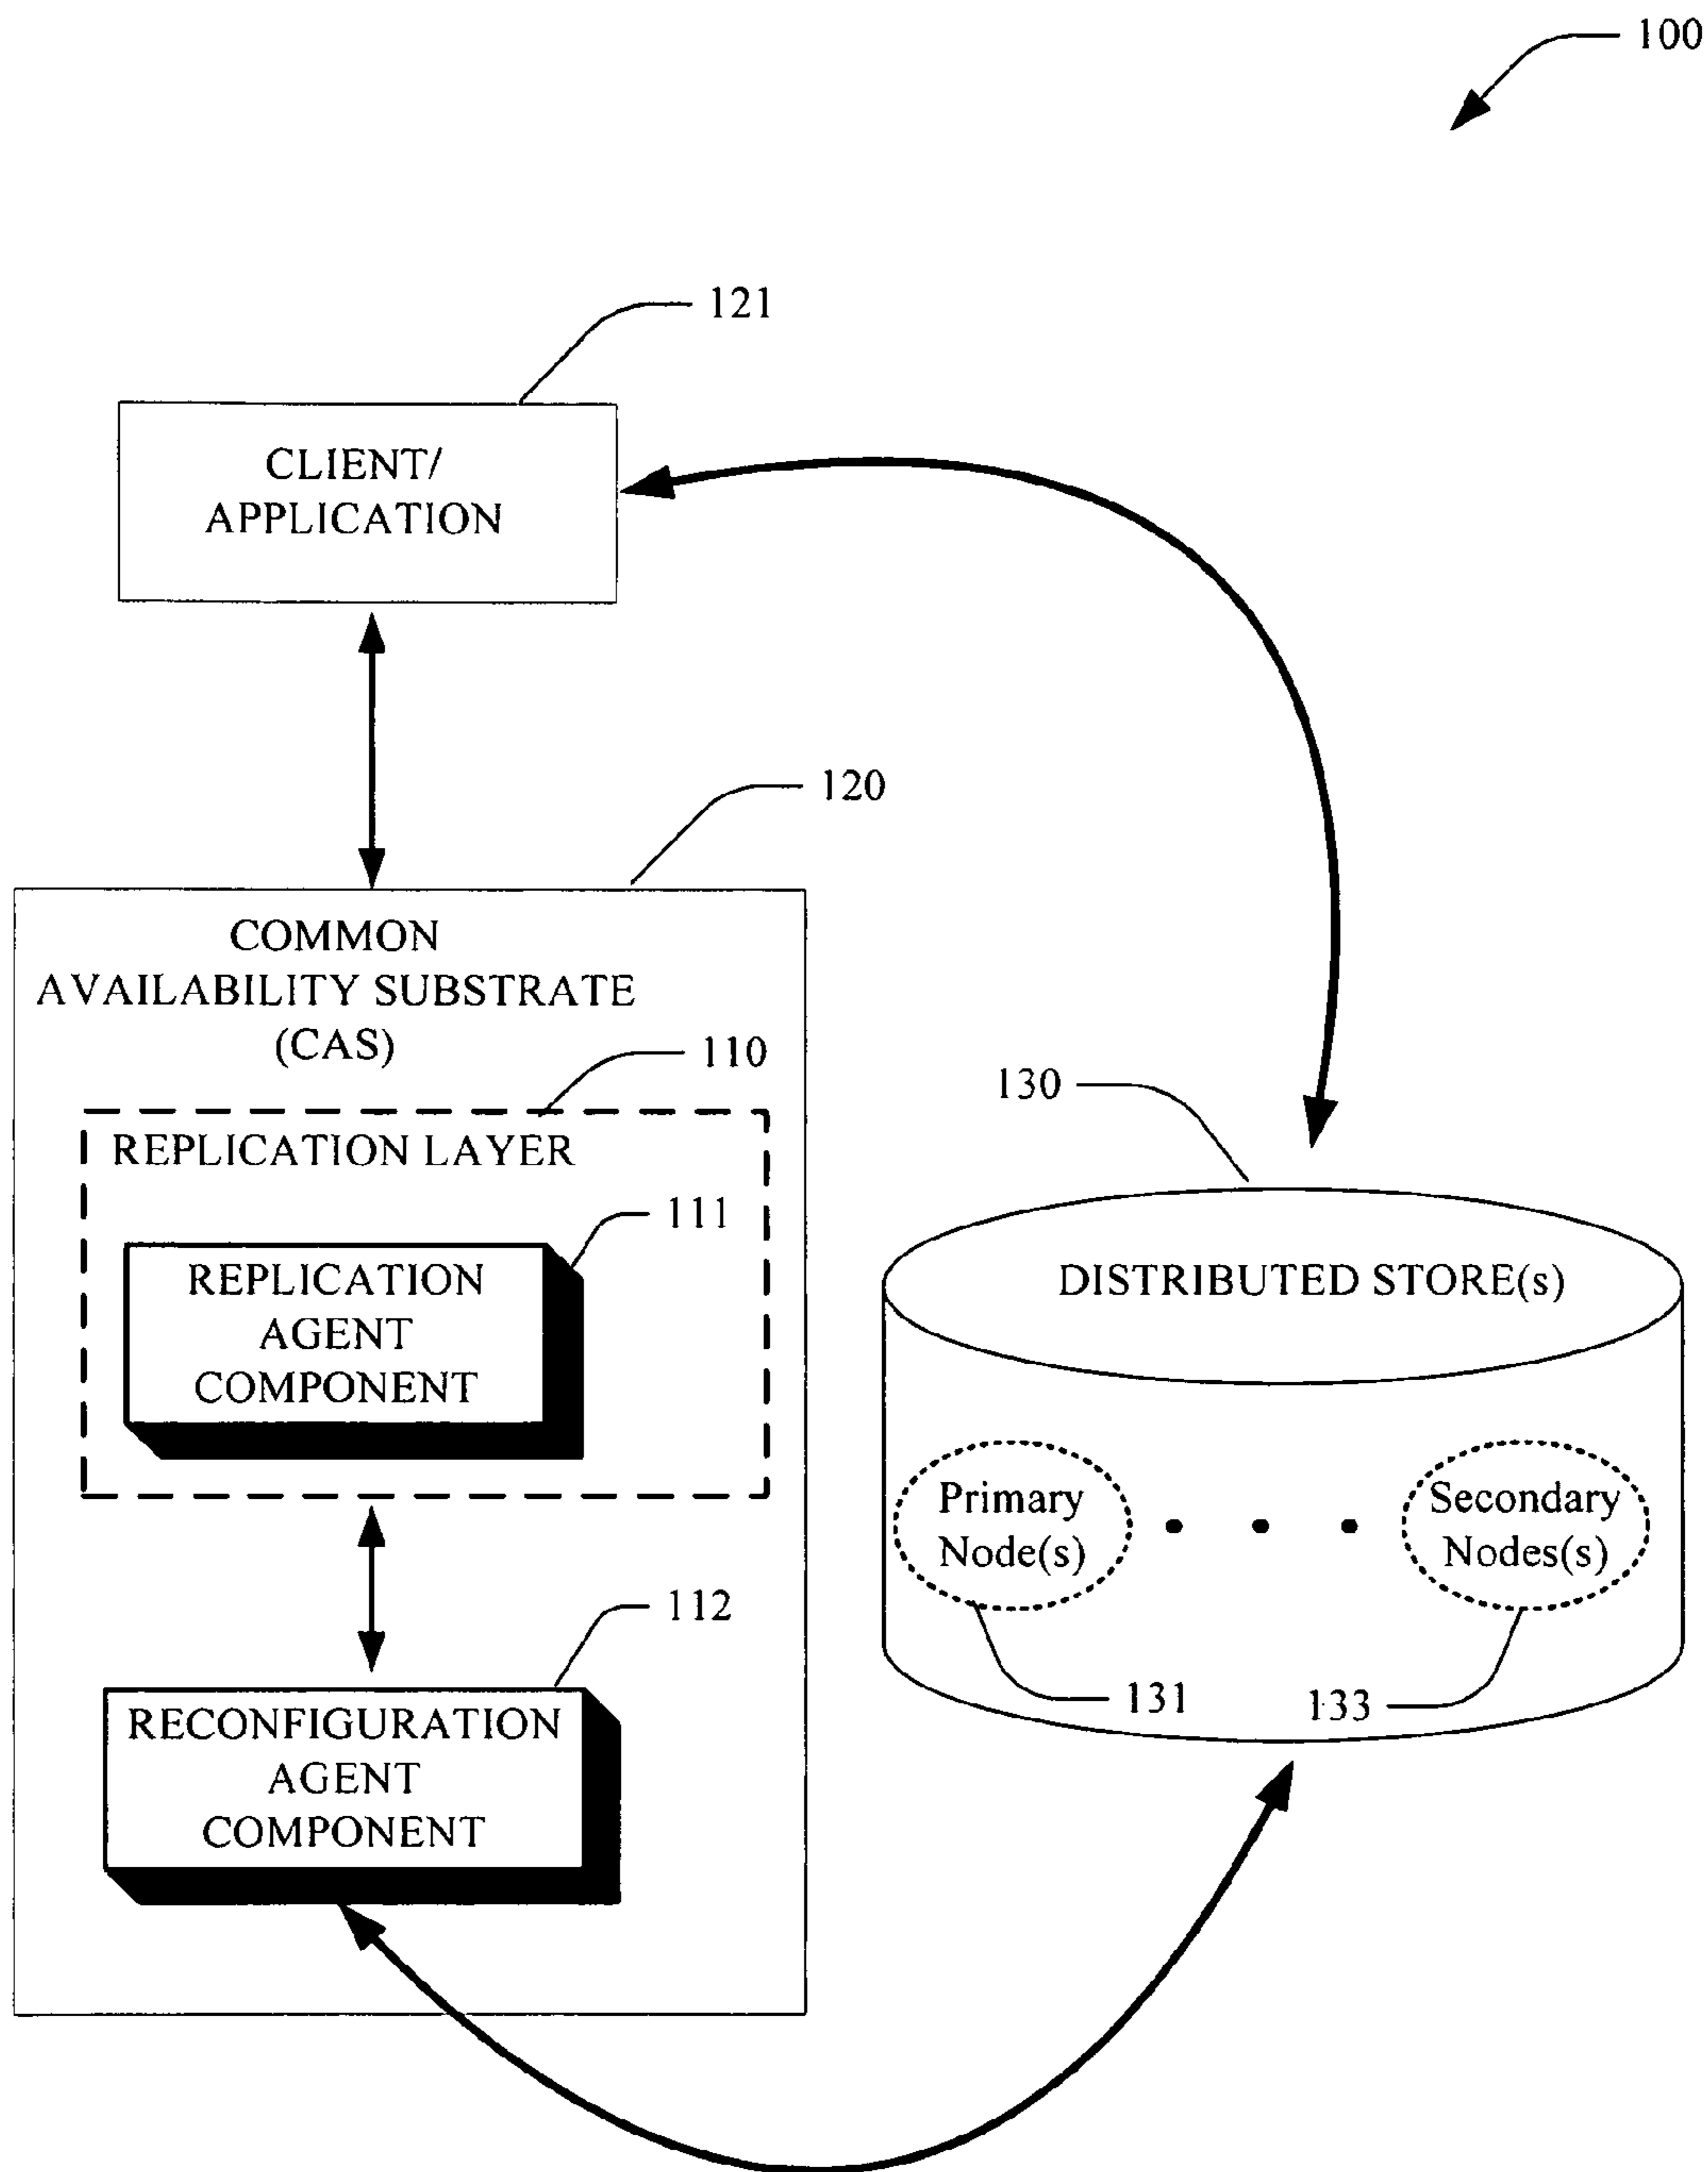 100
121
CLIENT/
APPLICATION
120
COMMON
AVAILABILITY SUBSTRATE
(CAS)
110
REPLICATION LAYER
111
REPLICATION
AGENT
COMPONENT
112
RECONFIGURATION
AGENT
COMPONENT
130
DISTRIBUTED STORE(s)
Primary
Node(s)
Secondary
Nodes(s)
131
133